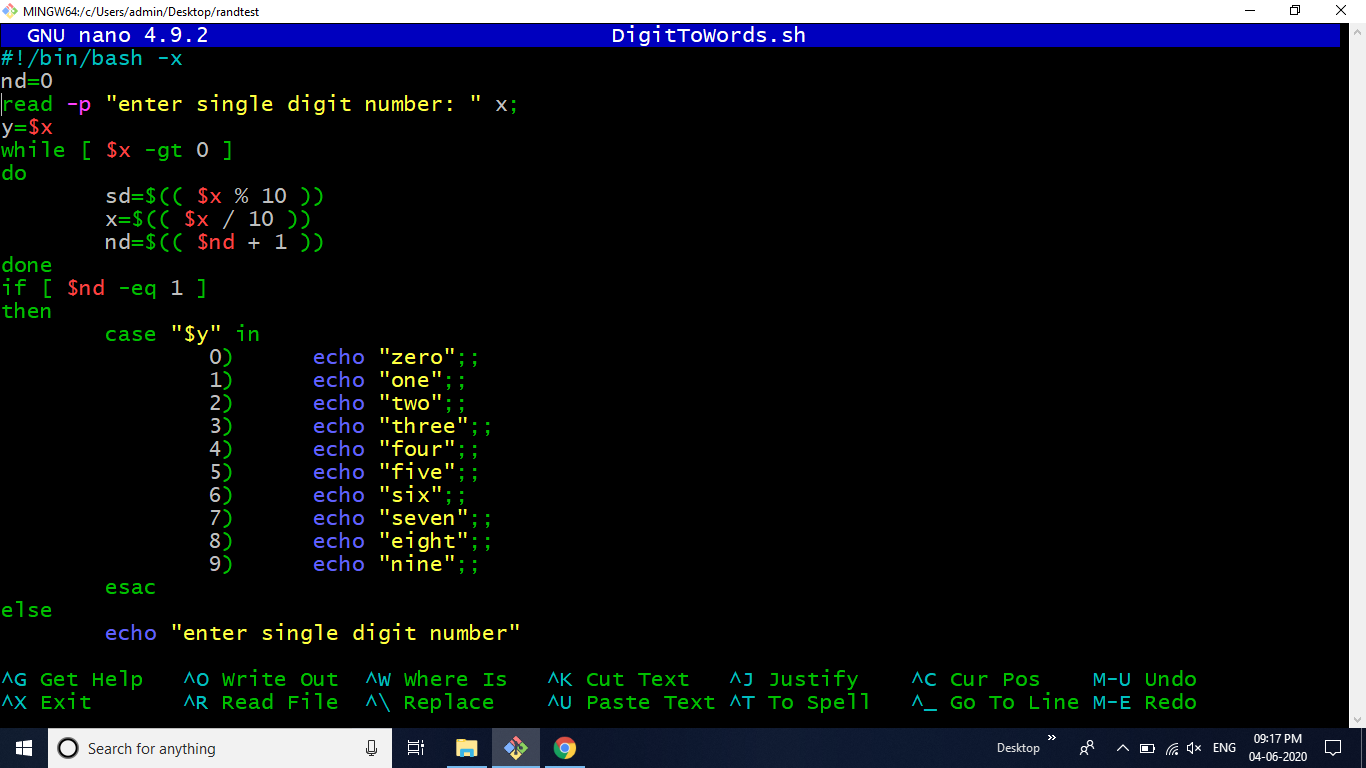 MINGW64:/c/Users/admin/Desktop/randtest
GNU nano 4.9.2 DigitToWords.sh
#!/bin/bash -x
nd=0
read -p "enter single digit number: " x;
y=$x
while [ $x -gt 0 ]
do
sd=$(( $x % 10 ))
x=$(( $x / 10 ))
nd=$(( $nd + 1 ))
done
if [ $nd -eq 1 ]
then
case "$y" in
0) echo "zero";;
1) echo "one";;
2) echo "two";;
3) echo "three";;
4) echo "four";;
5) echo "five";;
6) echo "six";;
7) echo "seven";;
8) echo "eight";;
9) echo "nine";;
esac
else
echo "enter single digit number"
^G Get Help ^O Write Out ^W Where Is ^K Cut Text ^J Justify ^C Cur Pos M-U Undo
^X Exit ^R Read File ^\ Replace ^U Paste Text ^T To Spell ^_ Go To Line M-E Redo
Search for anything Desktop » ENG 09:17 PM
04-06-2020